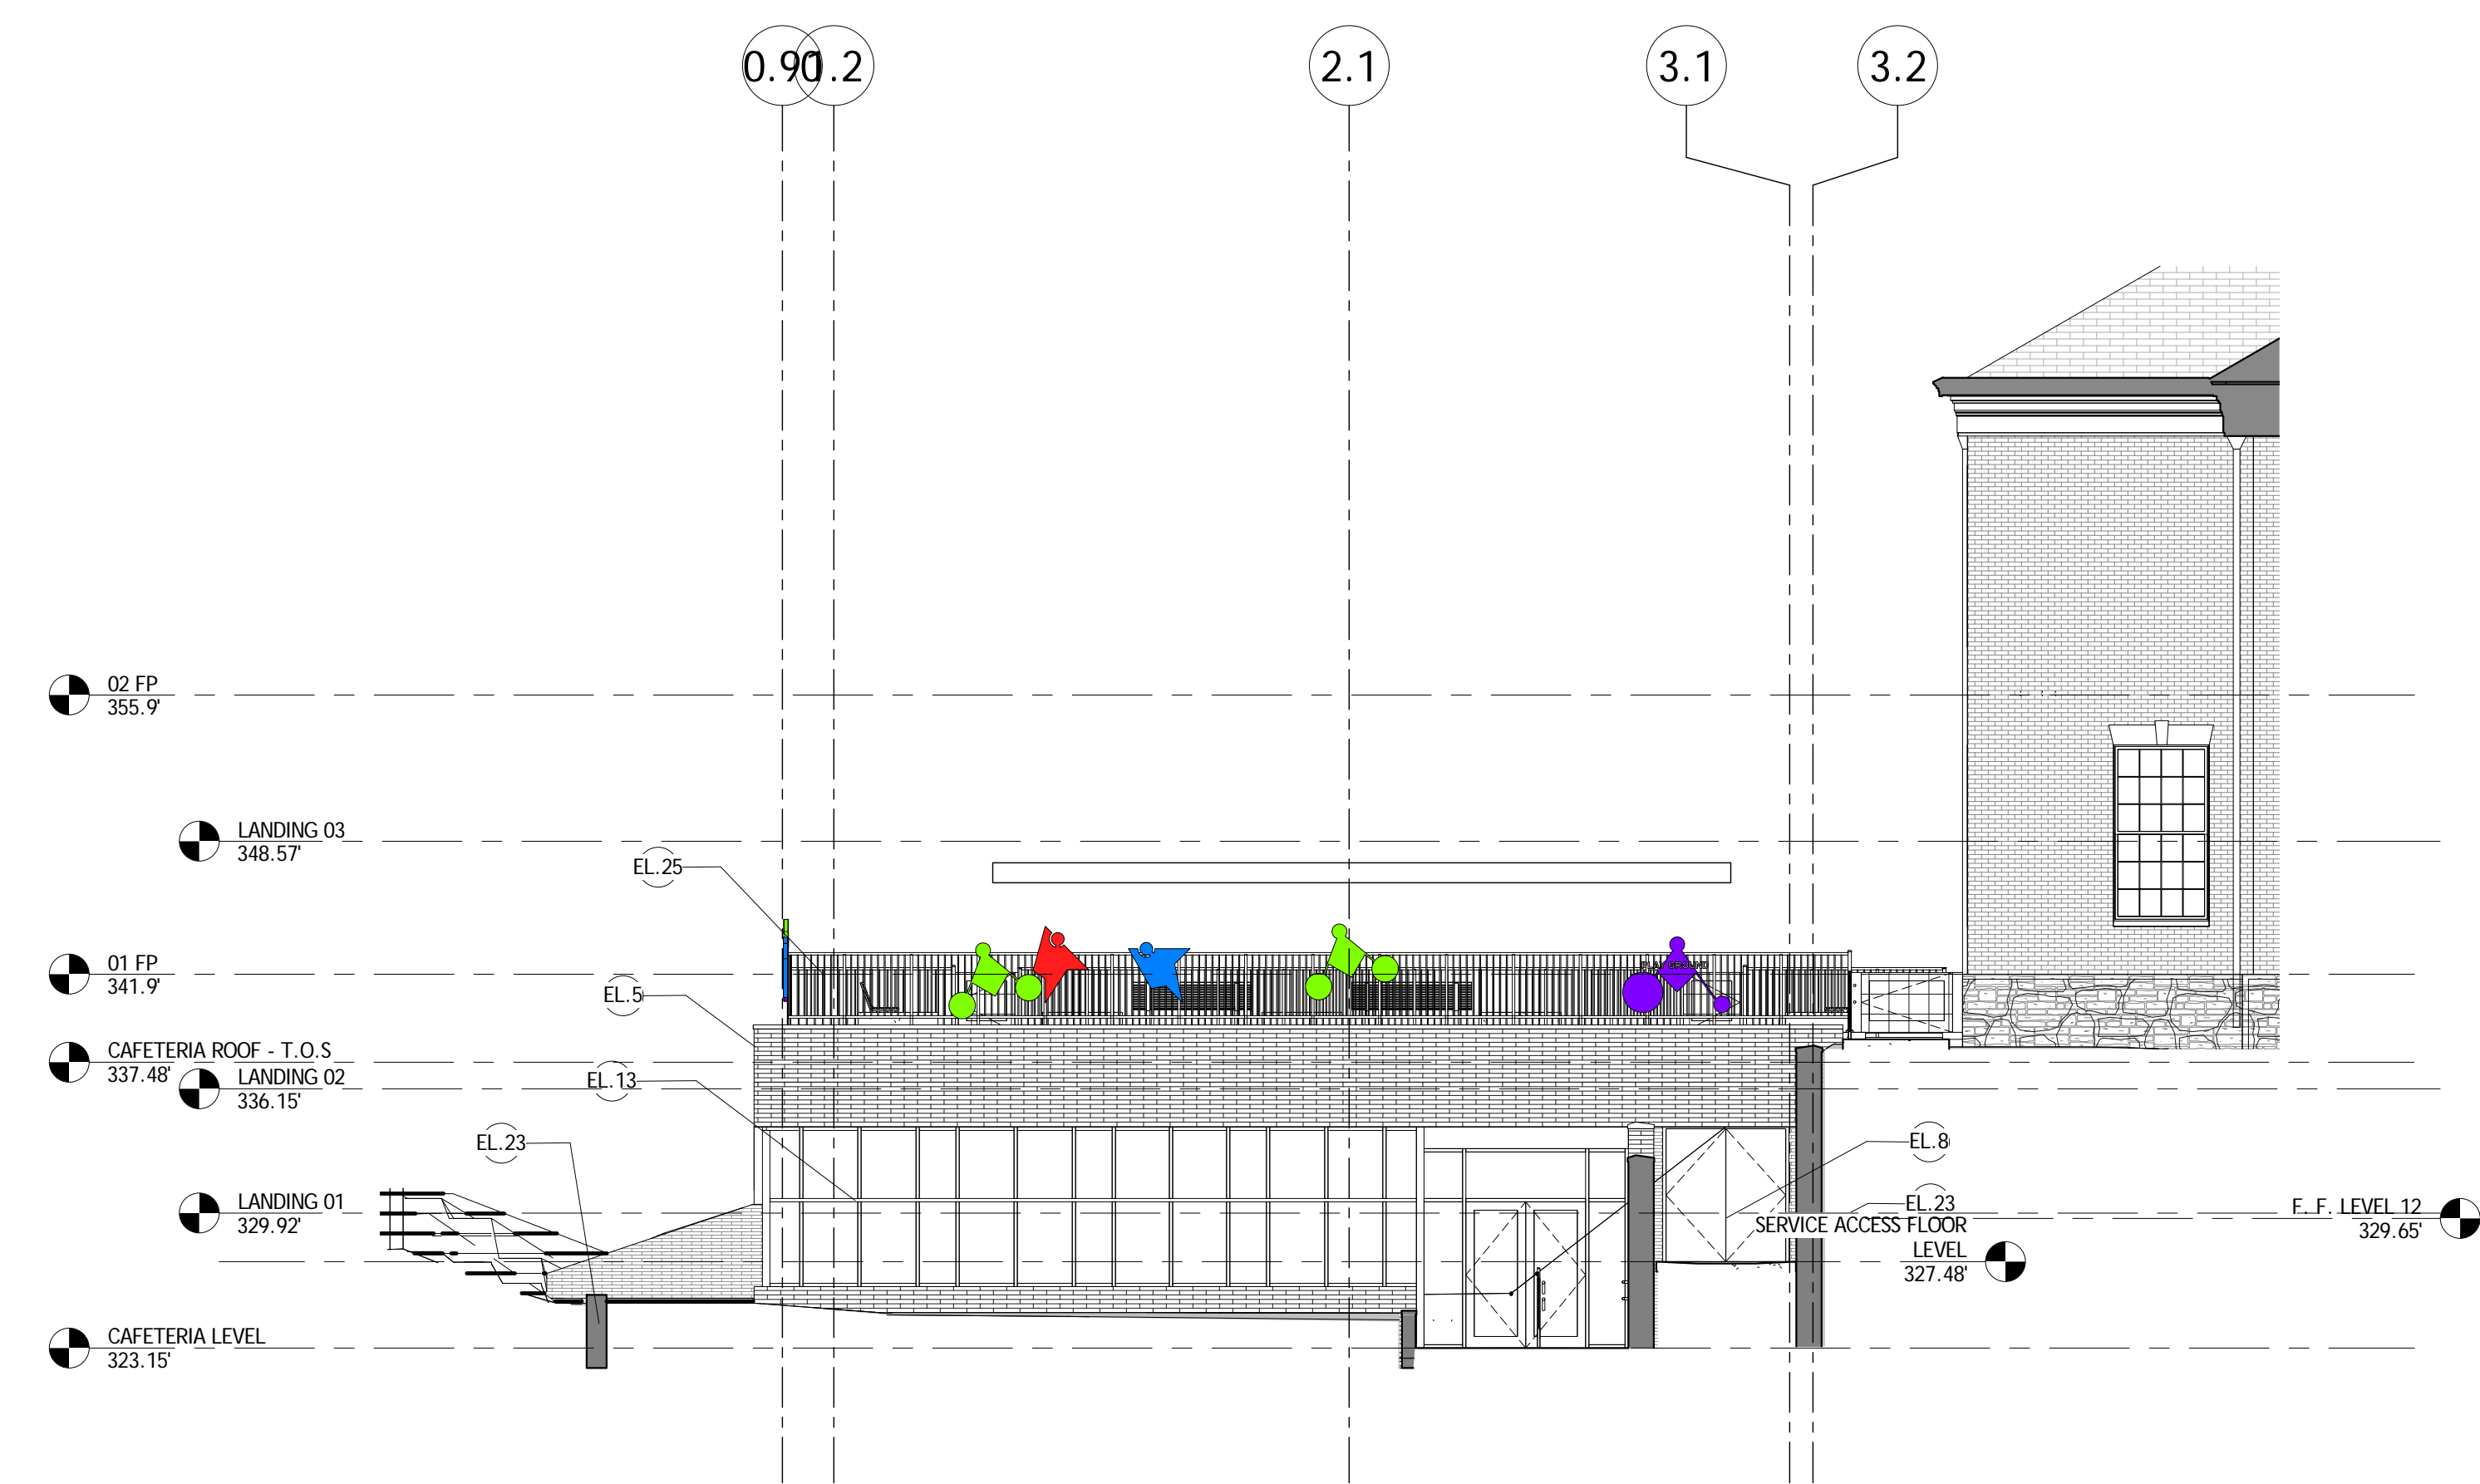 0.9
01.2
2.1
3.1
3.2
02 FP
355.9'
LANDING 03
348.57'
EL.25
01 FP
341.9'
PLAY GROUND
EL.5
CAFETERIA ROOF - T.O.S
337.48'
LANDING 02
336.15'
EL.13
EL.23
EL.8
LANDING 01
329.92'
EL.23
SERVICE ACCESS FLOOR
LEVEL
327.48'
F. F. LEVEL 12
329.65'
CAFETERIA LEVEL
323.15'